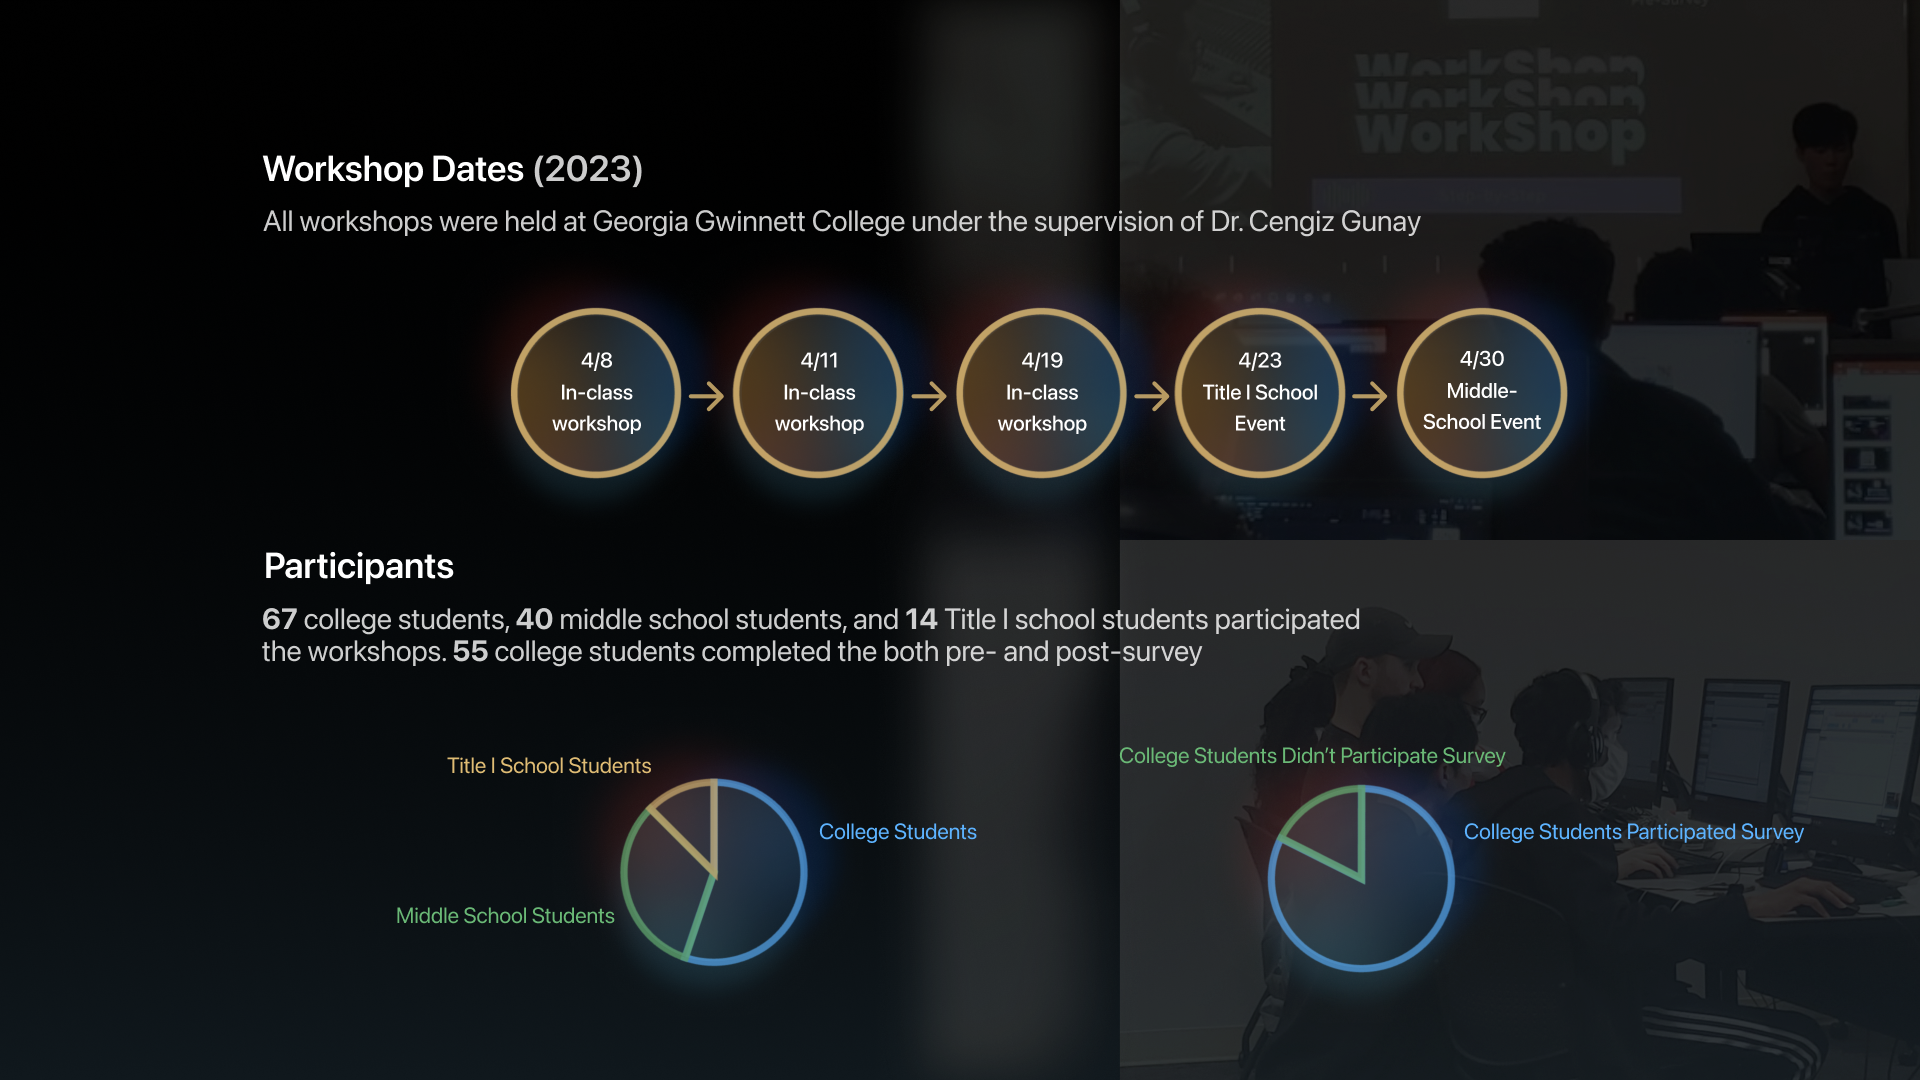 Pre-Survey
WorkShop
WorkShop
WorkShop
Workshop Dates (2023)
All workshops were held at Georgia Gwinnett College under the supervision of Dr. Cengiz Gunay
4/8
In-class
workshop
4/11
In-class
workshop
4/19
In-class
workshop
4/23
Title I School
Event
4/30
Middle-
School Event
Participants
67 college students, 40 middle school students, and 14 Title I school students participated
the workshops. 55 college students completed the both pre- and post-survey
Title I School Students
College Students
Middle School Students
College Students Didn’t Participate Survey
College Students Participated Survey